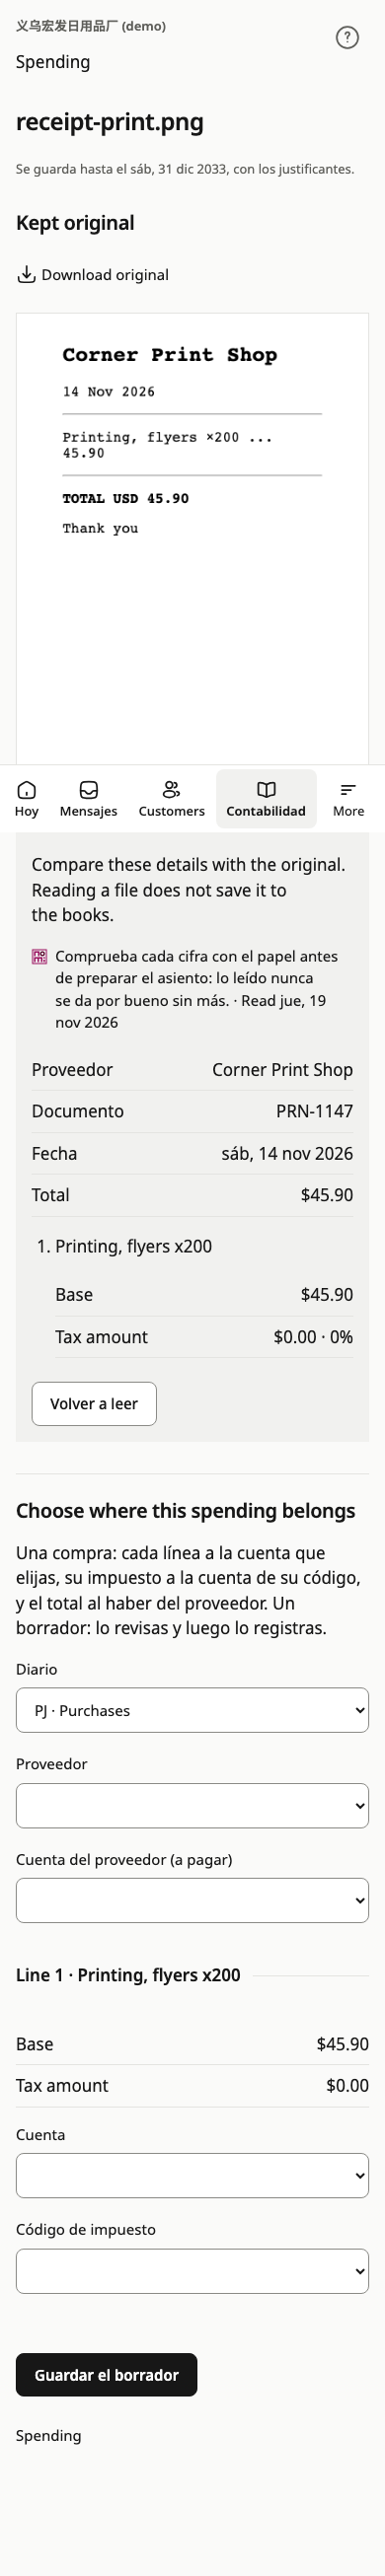 义乌宏发日用品厂 (demo)
Spending
receipt-print.png
Se guarda hasta el sáb, 31 dic 2033, con los justificantes.
Kept original
Download original
Corner Print Shop
14 Nov 2026
Printing, flyers ×200 ...
45.90
TOTAL USD 45.90
Thank you
Hoy
Mensajes
Customers
Contabilidad
More
Compare these details with the original.
Reading a file does not save it to
the books.
Comprueba cada cifra con el papel antes
de preparar el asiento: lo leído nunca
se da por bueno sin más. · Read jue, 19
nov 2026
Proveedor Corner Print Shop
Documento PRN-1147
Fecha sáb, 14 nov 2026
Total $45.90
1. Printing, flyers x200
Base $45.90
Tax amount $0.00 · 0%
Volver a leer
Choose where this spending belongs
Una compra: cada línea a la cuenta que
elijas, su impuesto a la cuenta de su código,
y el total al haber del proveedor. Un
borrador: lo revisas y luego lo registras.
Diario
PJ · Purchases
Proveedor
Cuenta del proveedor (a pagar)
Line 1 · Printing, flyers x200
Base $45.90
Tax amount $0.00
Cuenta
Código de impuesto
Guardar el borrador
Spending